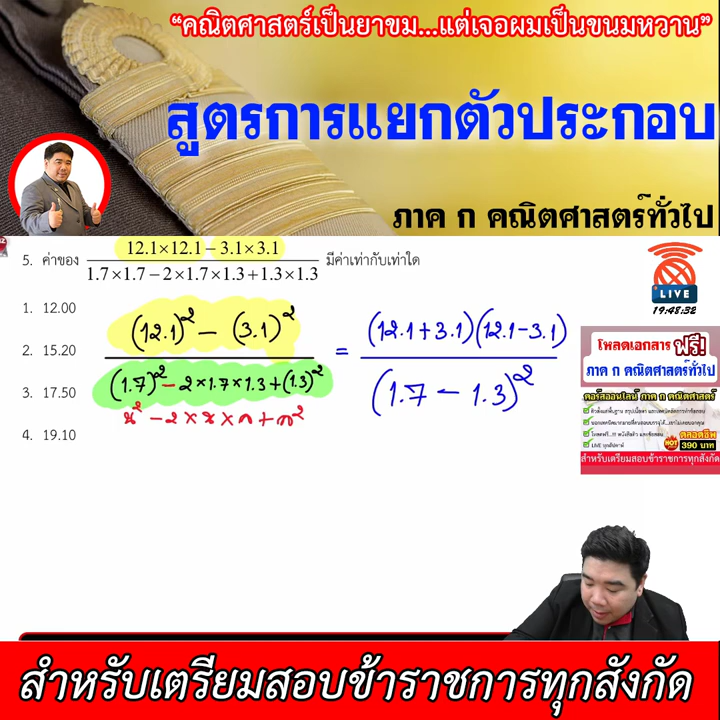 “คณิตศาสตร์เป็นยาขม...แต่เจอผมเป็นขนมหวาน”
สูตรการแยกตัวประกอบ
ภาค ก คณิตศาสตร์ทั่วไป
5. ค่าของ (12.1×12.1−3.1×3.1)/(1.7×1.7−2×1.7×1.3+1.3×1.3) มีค่าเท่ากับเท่าใด
1. 12.00
2. 15.20
3. 17.50
4. 19.10
(12.1)² − (3.1)²
(1.7)² − 2×1.7×1.3+(1.3)²
น² − 2×น×ล+ล²
= (12.1+3.1)(12.1−3.1)
(1.7 − 1.3)²
LIVE
19:48:32
โหลดเอกสาร ฟรี!
ภาค ก คณิตศาสตร์ทั่วไป
คอร์สออนไลน์ ภาค ก คณิตศาสตร์
HOT
ตลอดชีพ
390 บาท
สำหรับเตรียมสอบข้าราชการทุกสังกัด
สำหรับเตรียมสอบข้าราชการทุกสังกัด